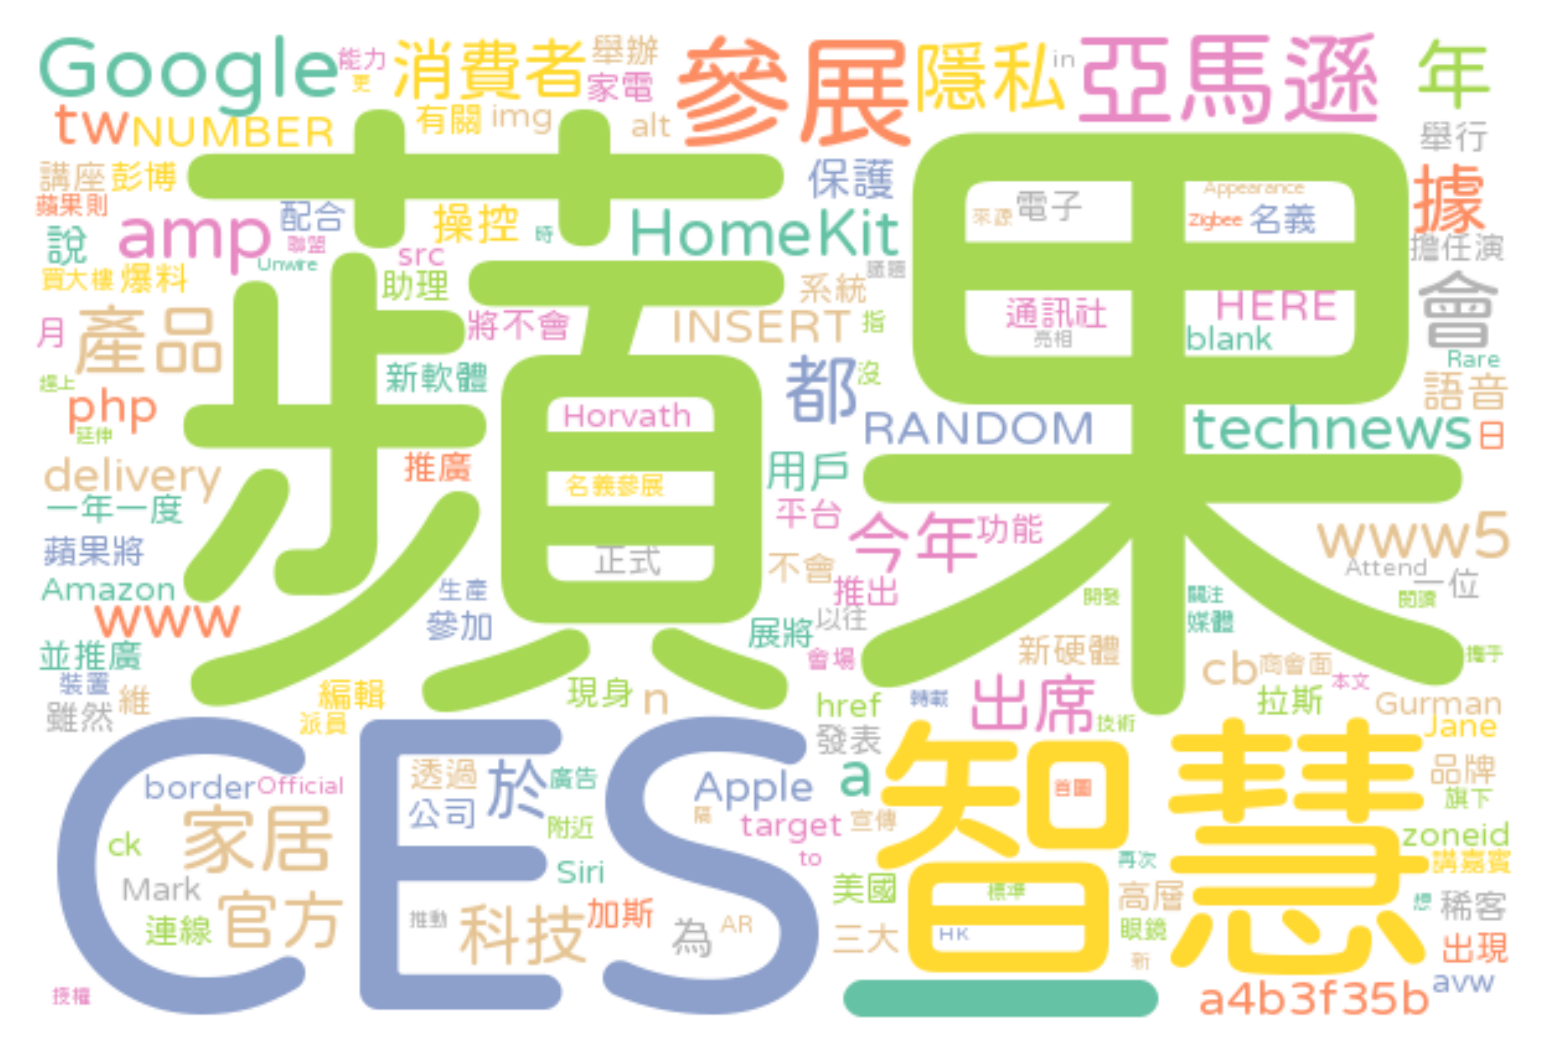 Google 能力 更 消費者 舉辦 家電 參展 隱私 in 亞馬遜 年
tw NUMBER 有關 img alt 舉行
講座 彭博 保護 電子 來源 Appearance Zigbee 名義 據
蘋果則 amp 配合 聯盟 操控 時 HomeKit 擔任演
說 Unwire src 議題
買大樓 爆料 助理 系統 會
月 產品 將不會 INSERT 指 通訊社 HERE
亮相 blank Rare
趕上 新軟體 都 沒 語音
php Horvath RANDOM technews 日
延伸
蘋果
delivery 推廣 名義參展 用戶
一年一度 平台 今年 功能 www5
蘋果將 正式 不會 Attend 一位
Amazon 生產 推出 開發 關注 閱讀
www 參加 展將 以往 媒體
並推廣 會場 新硬體 cb 商會面 攜手
裝置 維 編輯 現身 n href 轉載 出席 拉斯 本文 Gurman
雖然 派員 發表 技術 Jane
CES 智慧
border Official 透過 於 廣告 Apple a 首圖 品牌
公司 隔 target 宣傳 旗下
ck 家居 附近 to zoneid
Mark Siri 美國 標準 再次 講嘉賓
官方 推動 科技 加斯 高層 想 稀客
連線 為 AR 三大 HK 眼鏡 出現
新
授權 a4b3f35b avw